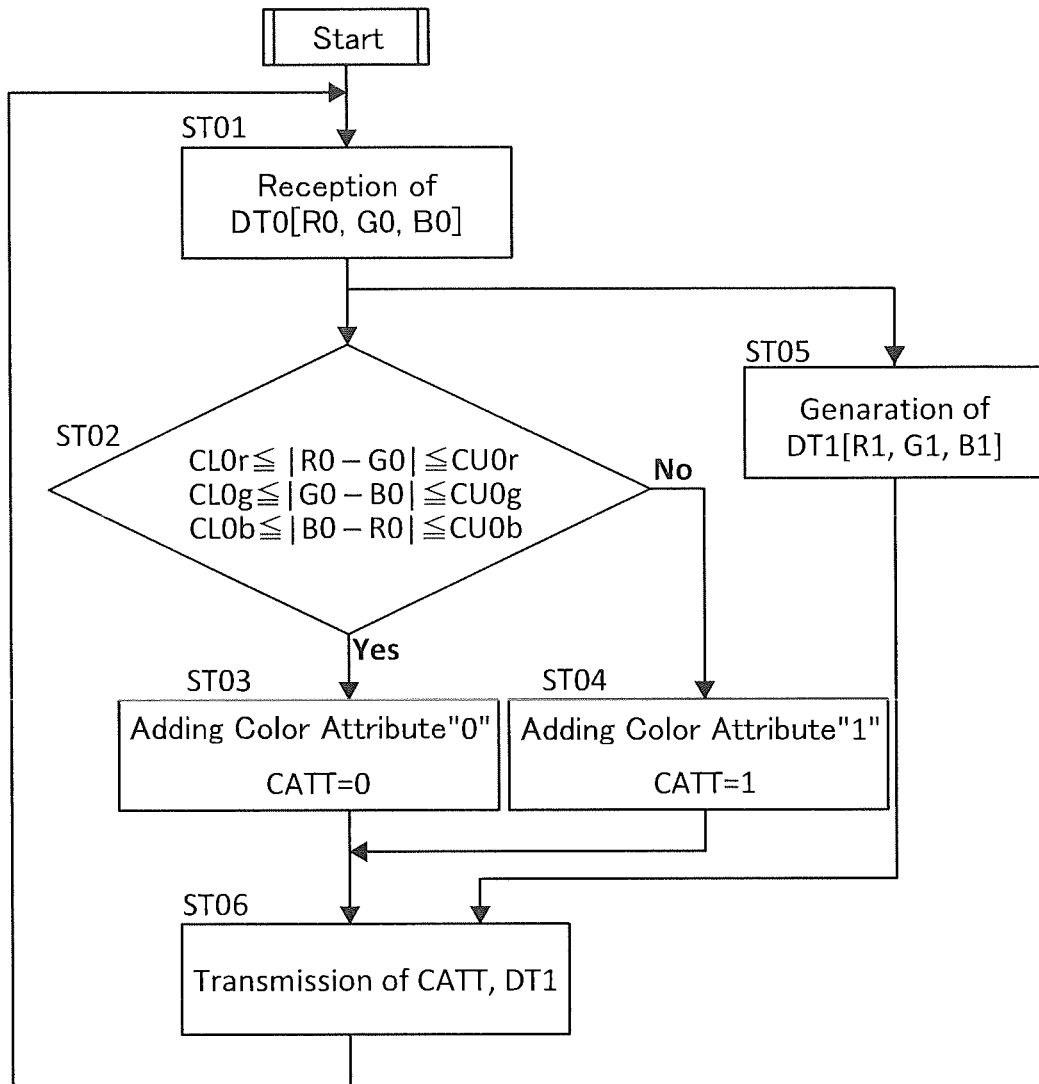 Start
ST01
Reception of
DT0[R0, G0, B0]
ST02
CL0r≦|R0 – G0|≦CU0r
CL0g≦|G0 – B0|≦CU0g
CL0b≦|B0 – R0|≦CU0b
No
Yes
ST05
Genaration of
DT1[R1, G1, B1]
ST03
Adding Color Attribute"0"
CATT=0
ST04
Adding Color Attribute"1"
CATT=1
ST06
Transmission of CATT, DT1